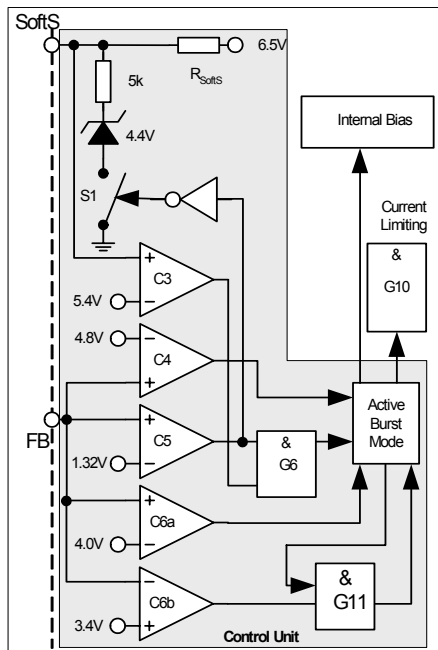 SoftS
6.5V
R_SoftS
5k
4.4V
S1
Internal Bias
Current
Limiting
&
G10
+
C3
5.4V
−
4.8V
−
C4
+
FB
+
C5
1.32V
−
&
G6
Active
Burst
Mode
+
C6a
4.0V
−
−
C6b
3.4V
+
&
G11
Control Unit